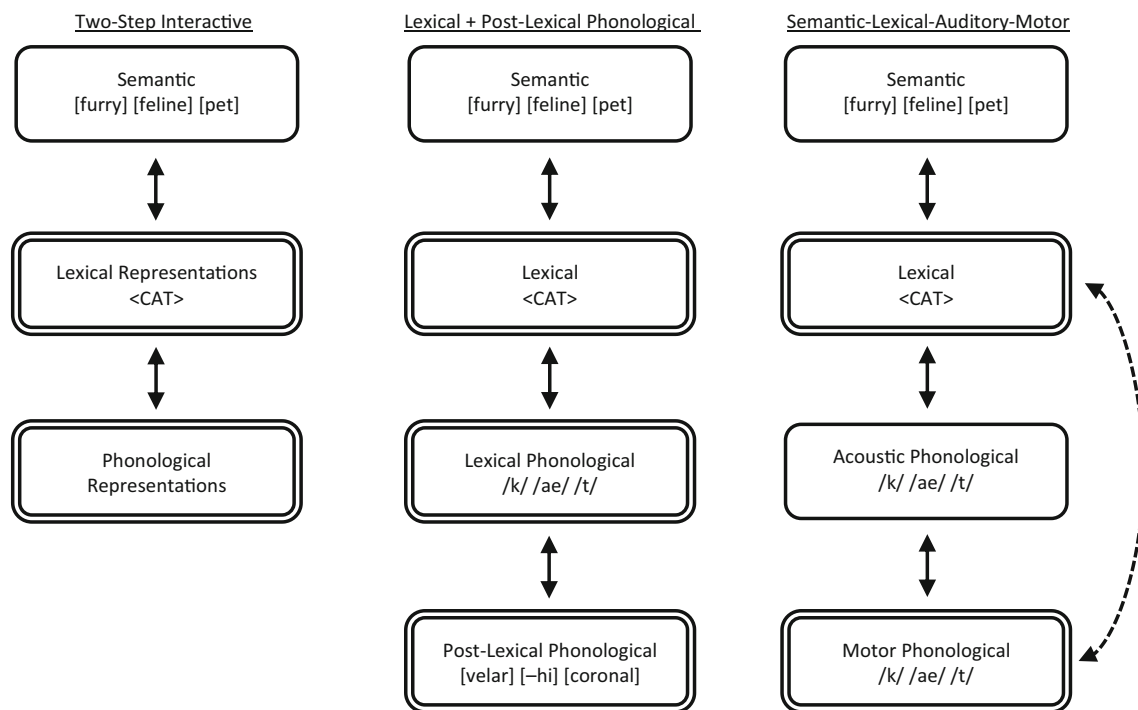 Two-Step Interactive
Semantic
[furry] [feline] [pet]
Lexical Representations
<CAT>
Phonological
Representations
Lexical + Post-Lexical Phonological
Semantic
[furry] [feline] [pet]
Lexical
<CAT>
Lexical Phonological
/k/ /ae/ /t/
Post-Lexical Phonological
[velar] [–hi] [coronal]
Semantic-Lexical-Auditory-Motor
Semantic
[furry] [feline] [pet]
Lexical
<CAT>
Acoustic Phonological
/k/ /ae/ /t/
Motor Phonological
/k/ /ae/ /t/